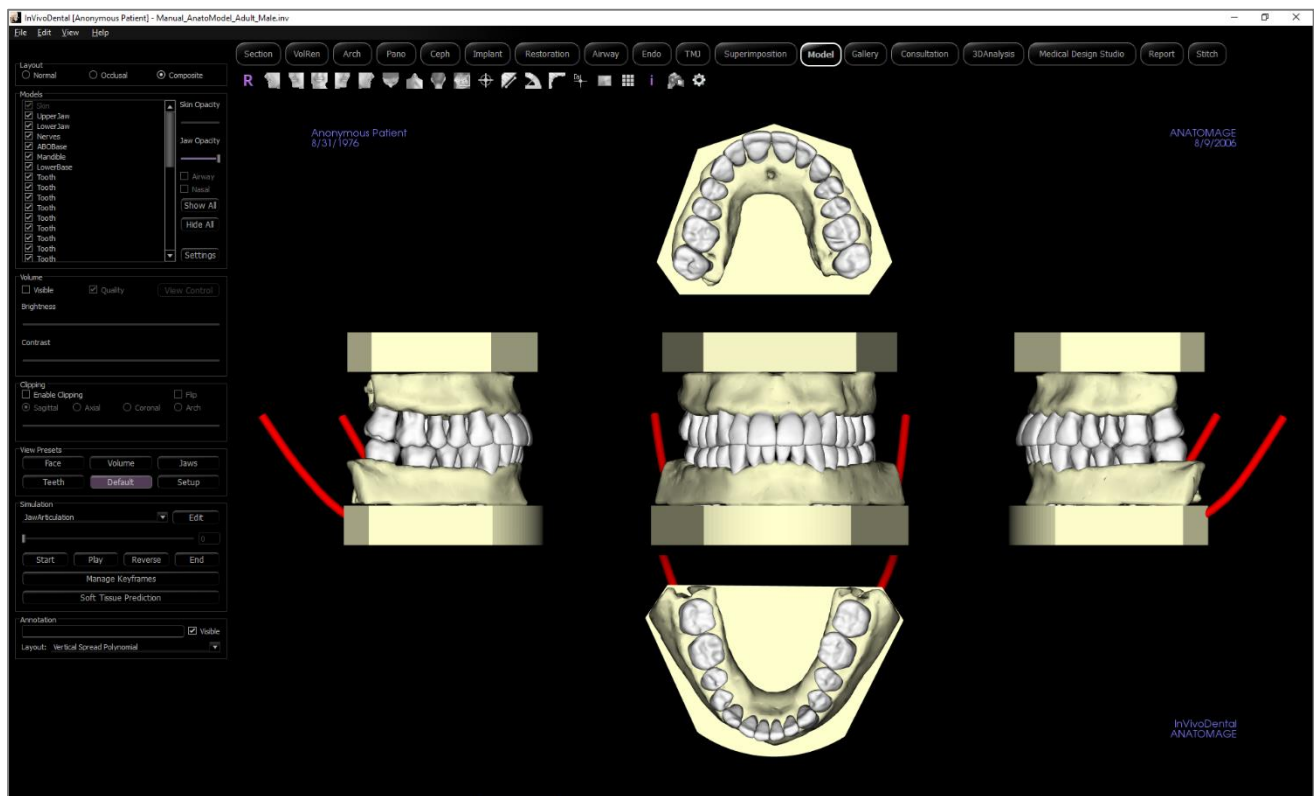 InVivoDental [Anonymous Patient] - Manual_AnatoModel_Adult_Male.inv
File Edit View Help
Section VolRen Arch Pano Ceph Implant Restoration Airway Endo TMJ Superimposition Model Gallery Consultation 3DAnalysis Medical Design Studio Report Stitch
R i
Layout
Normal Occlusal Composite
Models
Skin
UpperJaw
LowerJaw
Nerves
ABOBase
Mandible
LowerBase
Tooth
Tooth
Tooth
Tooth
Tooth
Tooth
Tooth
Tooth
Tooth
Skin Opacity
Jaw Opacity
Airway
Nasal
Show All
Hide All
Settings
Volume
Visible Quality View Control
Brightness
Contrast
Clipping
Enable Clipping Flip
Sagittal Axial Coronal Arch
View Presets
Face Volume Jaws
Teeth Default Setup
Simulation
JawArticulation Edit
0
Start Play Reverse End
Manage Keyframes
Soft Tissue Prediction
Annotation
Visible
Layout: Vertical Spread Polynomial
Anonymous Patient
8/31/1976
ANATOMAGE
8/9/2006
InVivoDental
ANATOMAGE